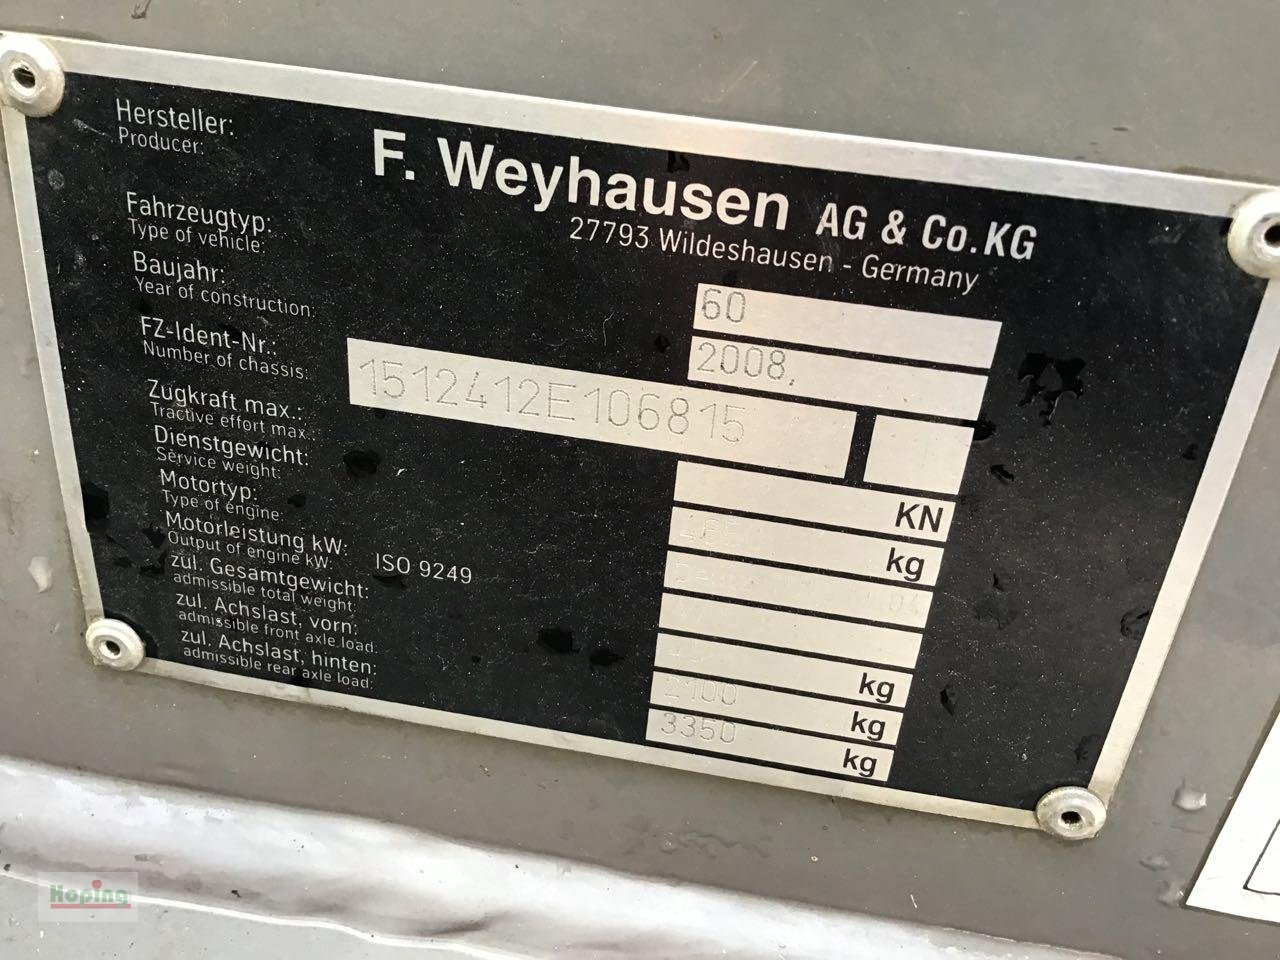 Hersteller:
Producer:
F. Weyhausen AG & Co.KG
27793 Wildeshausen - Germany
Fahrzeugtyp:
Type of vehicle:
60
Baujahr:
Year of construction:
2008.
FZ-Ident-Nr.:
Number of chassis:
1512412E106815
Zugkraft max.:
Tractive effort max.:
KN
Dienstgewicht:
Service weight:
kg
Motortyp:
Type of engine:
Motorleistung kW: ISO 9249
Output of engine kW:
zul. Gesamtgewicht:
admissible total weight:
kg
zul. Achslast, vorn:
admissible front axle load:
2100 kg
zul. Achslast, hinten:
admissible rear axle load:
3350 kg
Hoping